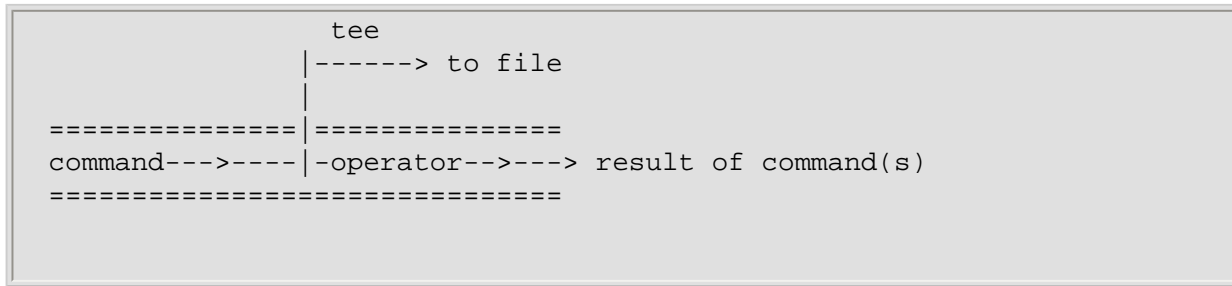 tee
               |------> to file
               |
===============|===============
command--->----|-operator-->---> result of command(s)
===============================